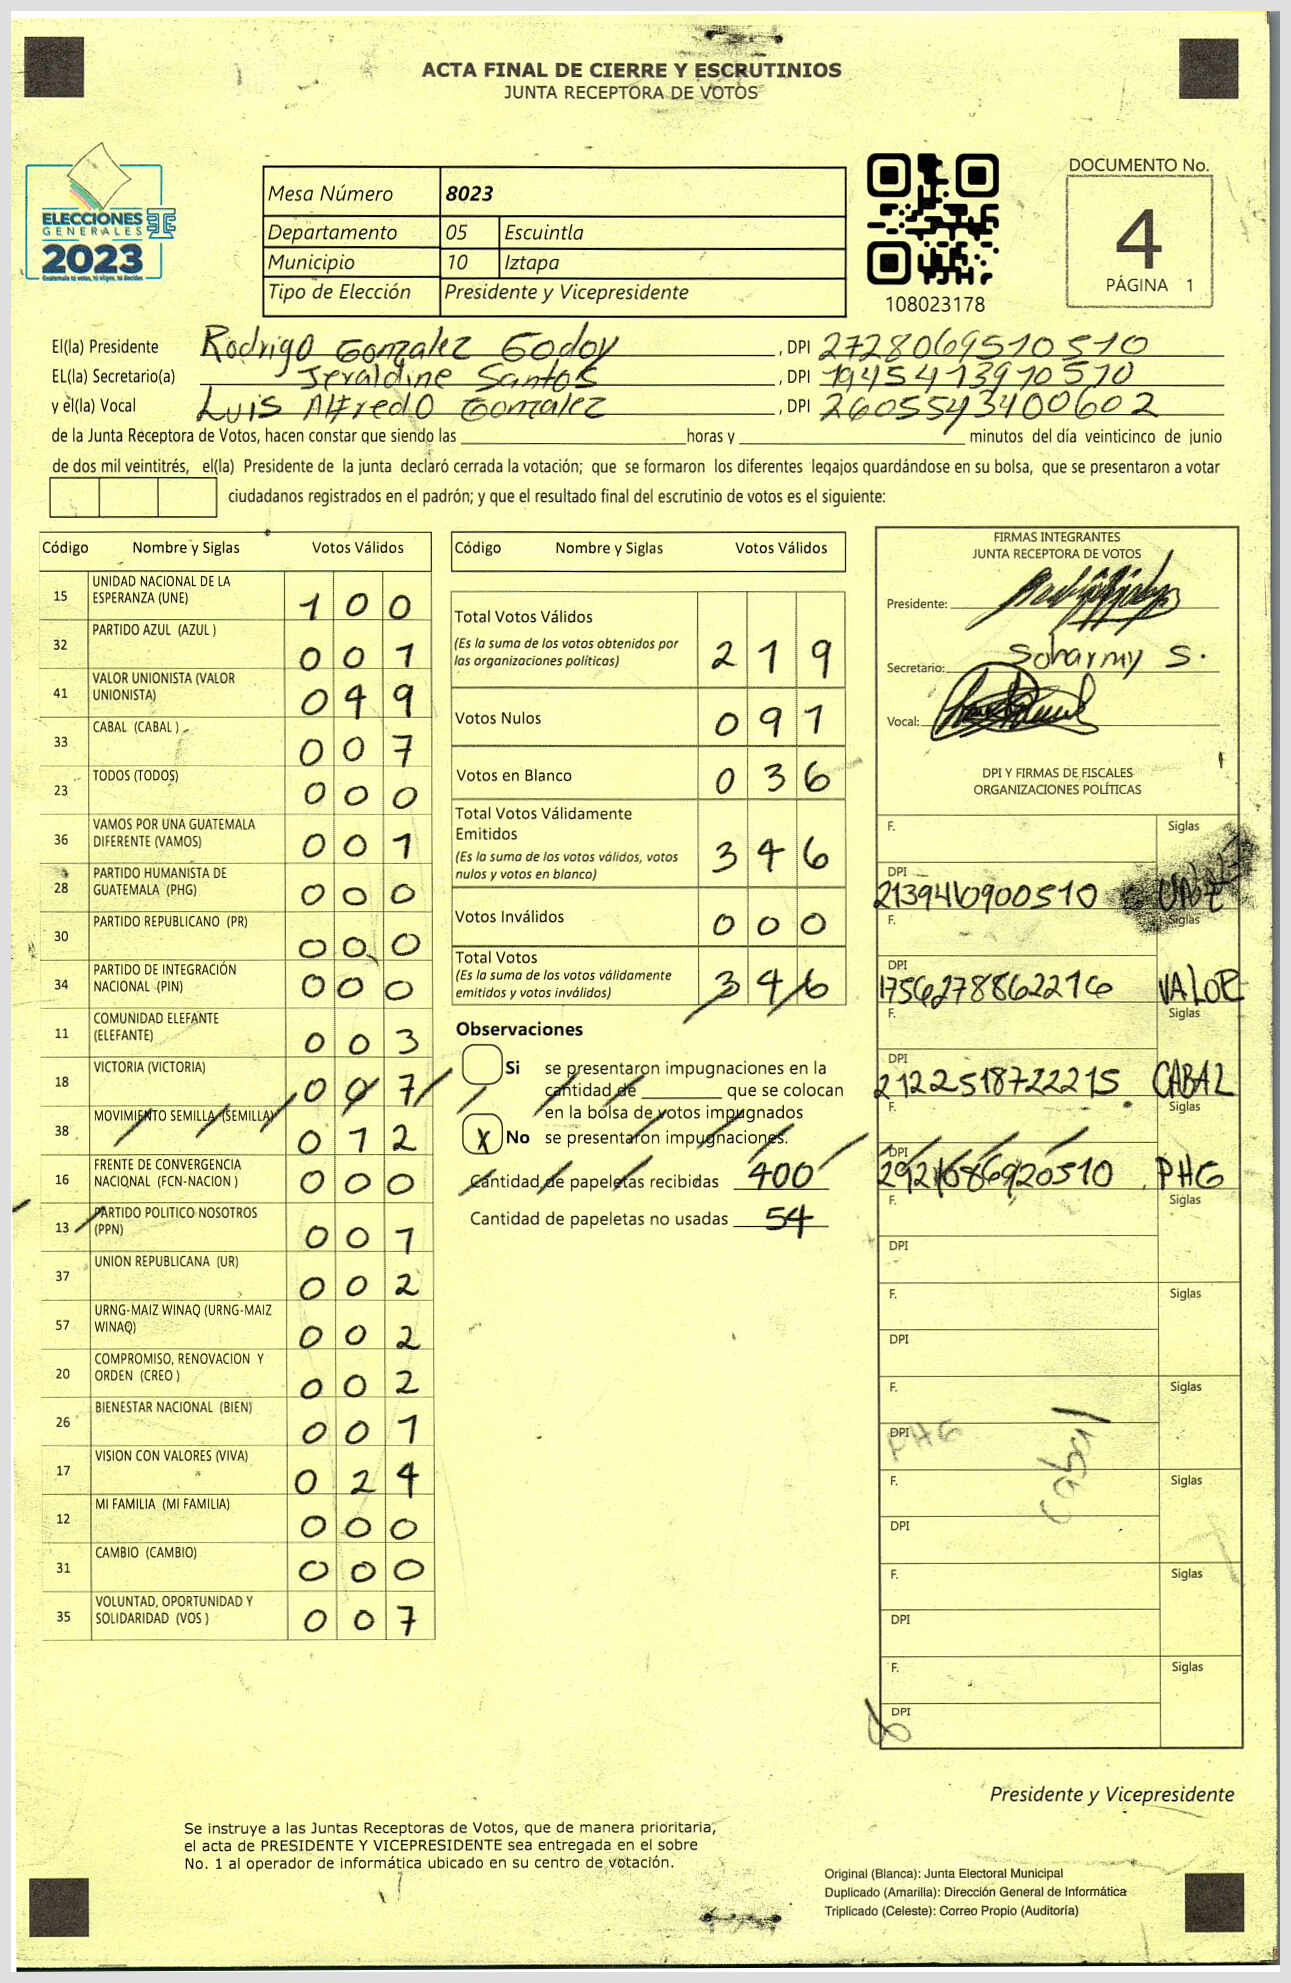 ACTA FINAL DE CIERRE Y ESCRUTINIOS
JUNTA RECEPTORA DE VOTOS
ELECCIONES
GENERALES
2023
Mesa Número 8023
Departamento 05 Escuintla
Municipio 10 Iztapa
Tipo de Elección Presidente y Vicepresidente
108023178
DOCUMENTO No.
4
PÁGINA 1
El(la) Presidente Rodrigo Gonzalez Godoy , DPI 2728069510510
EL(la) Secretario(a) Jeraldine Santos , DPI 1945413910510
y el(la) Vocal Luis Alfredo Gonzalez , DPI 2605543400602
de la Junta Receptora de Votos, hacen constar que siendo las horas y minutos del día veinticinco de junio
de dos mil veintitrés, el(la) Presidente de la junta declaró cerrada la votación; que se formaron los diferentes legajos guardándose en su bolsa, que se presentaron a votar
ciudadanos registrados en el padrón; y que el resultado final del escrutinio de votos es el siguiente:
Código Nombre y Siglas Votos Válidos
15 UNIDAD NACIONAL DE LA
ESPERANZA (UNE) 1 0 0
32 PARTIDO AZUL (AZUL ) 0 0 1
41 VALOR UNIONISTA (VALOR
UNIONISTA) 0 4 9
33 CABAL (CABAL ) 0 0 7
23 TODOS (TODOS) 0 0 0
36 VAMOS POR UNA GUATEMALA
DIFERENTE (VAMOS) 0 0 1
28 PARTIDO HUMANISTA DE
GUATEMALA (PHG) 0 0 0
30 PARTIDO REPUBLICANO (PR) 0 0 0
34 PARTIDO DE INTEGRACIÓN
NACIONAL (PIN) 0 0 0
11 COMUNIDAD ELEFANTE
(ELEFANTE) 0 0 3
18 VICTORIA (VICTORIA) 0 0 7
38 MOVIMIENTO SEMILLA (SEMILLA) 0 1 2
16 FRENTE DE CONVERGENCIA
NACIONAL (FCN-NACION ) 0 0 0
13 PARTIDO POLITICO NOSOTROS
(PPN) 0 0 1
37 UNION REPUBLICANA (UR) 0 0 2
57 URNG-MAIZ WINAQ (URNG-MAIZ
WINAQ) 0 0 2
20 COMPROMISO, RENOVACION Y
ORDEN (CREO ) 0 0 2
26 BIENESTAR NACIONAL (BIEN) 0 0 1
17 VISION CON VALORES (VIVA) 0 2 4
12 MI FAMILIA (MI FAMILIA) 0 0 0
31 CAMBIO (CAMBIO) 0 0 0
35 VOLUNTAD, OPORTUNIDAD Y
SOLIDARIDAD (VOS ) 0 0 7
Código Nombre y Siglas Votos Válidos
Total Votos Válidos
(Es la suma de los votos obtenidos por
las organizaciones políticas) 2 1 9
Votos Nulos 0 9 1
Votos en Blanco 0 3 6
Total Votos Válidamente
Emitidos
(Es la suma de los votos válidos, votos
nulos y votos en blanco) 3 4 6
Votos Inválidos 0 0 0
Total Votos
(Es la suma de los votos válidamente
emitidos y votos inválidos) 3 4 6
Observaciones
Si se presentaron impugnaciones en la
cantidad de que se colocan
en la bolsa de votos impugnados
X No se presentaron impugnaciones.
Cantidad de papeletas recibidas 400
Cantidad de papeletas no usadas 54
FIRMAS INTEGRANTES
JUNTA RECEPTORA DE VOTOS
Presidente:
Secretario:
Vocal:
DPI Y FIRMAS DE FISCALES
ORGANIZACIONES POLÍTICAS
F. Siglas
DPI
F. Siglas
DPI
1756278862216 VALOR
F. Siglas
DPI
2122518722215 CABAL
F. Siglas
DPI
PHG
F. Siglas
DPI
F. Siglas
DPI
F. Siglas
DPI
PHG
cabal
F. Siglas
DPI
F. Siglas
DPI
F. Siglas
DPI
Presidente y Vicepresidente
Se instruye a las Juntas Receptoras de Votos, que de manera prioritaria,
el acta de PRESIDENTE Y VICEPRESIDENTE sea entregada en el sobre
No. 1 al operador de informática ubicado en su centro de votación.
Original (Blanca): Junta Electoral Municipal
Duplicado (Amarilla): Dirección General de Informática
Triplicado (Celeste): Correo Propio (Auditoría)